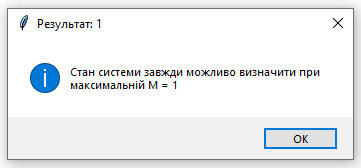 Результат: 1
Стан системи завжди можливо визначити при
максимальній M = 1
OK